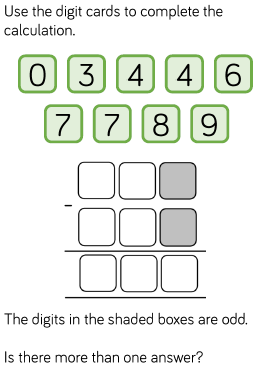 Use the digit cards to complete the
calculation.
0 3 4 4 6
7 7 8 9
-
The digits in the shaded boxes are odd.
Is there more than one answer?